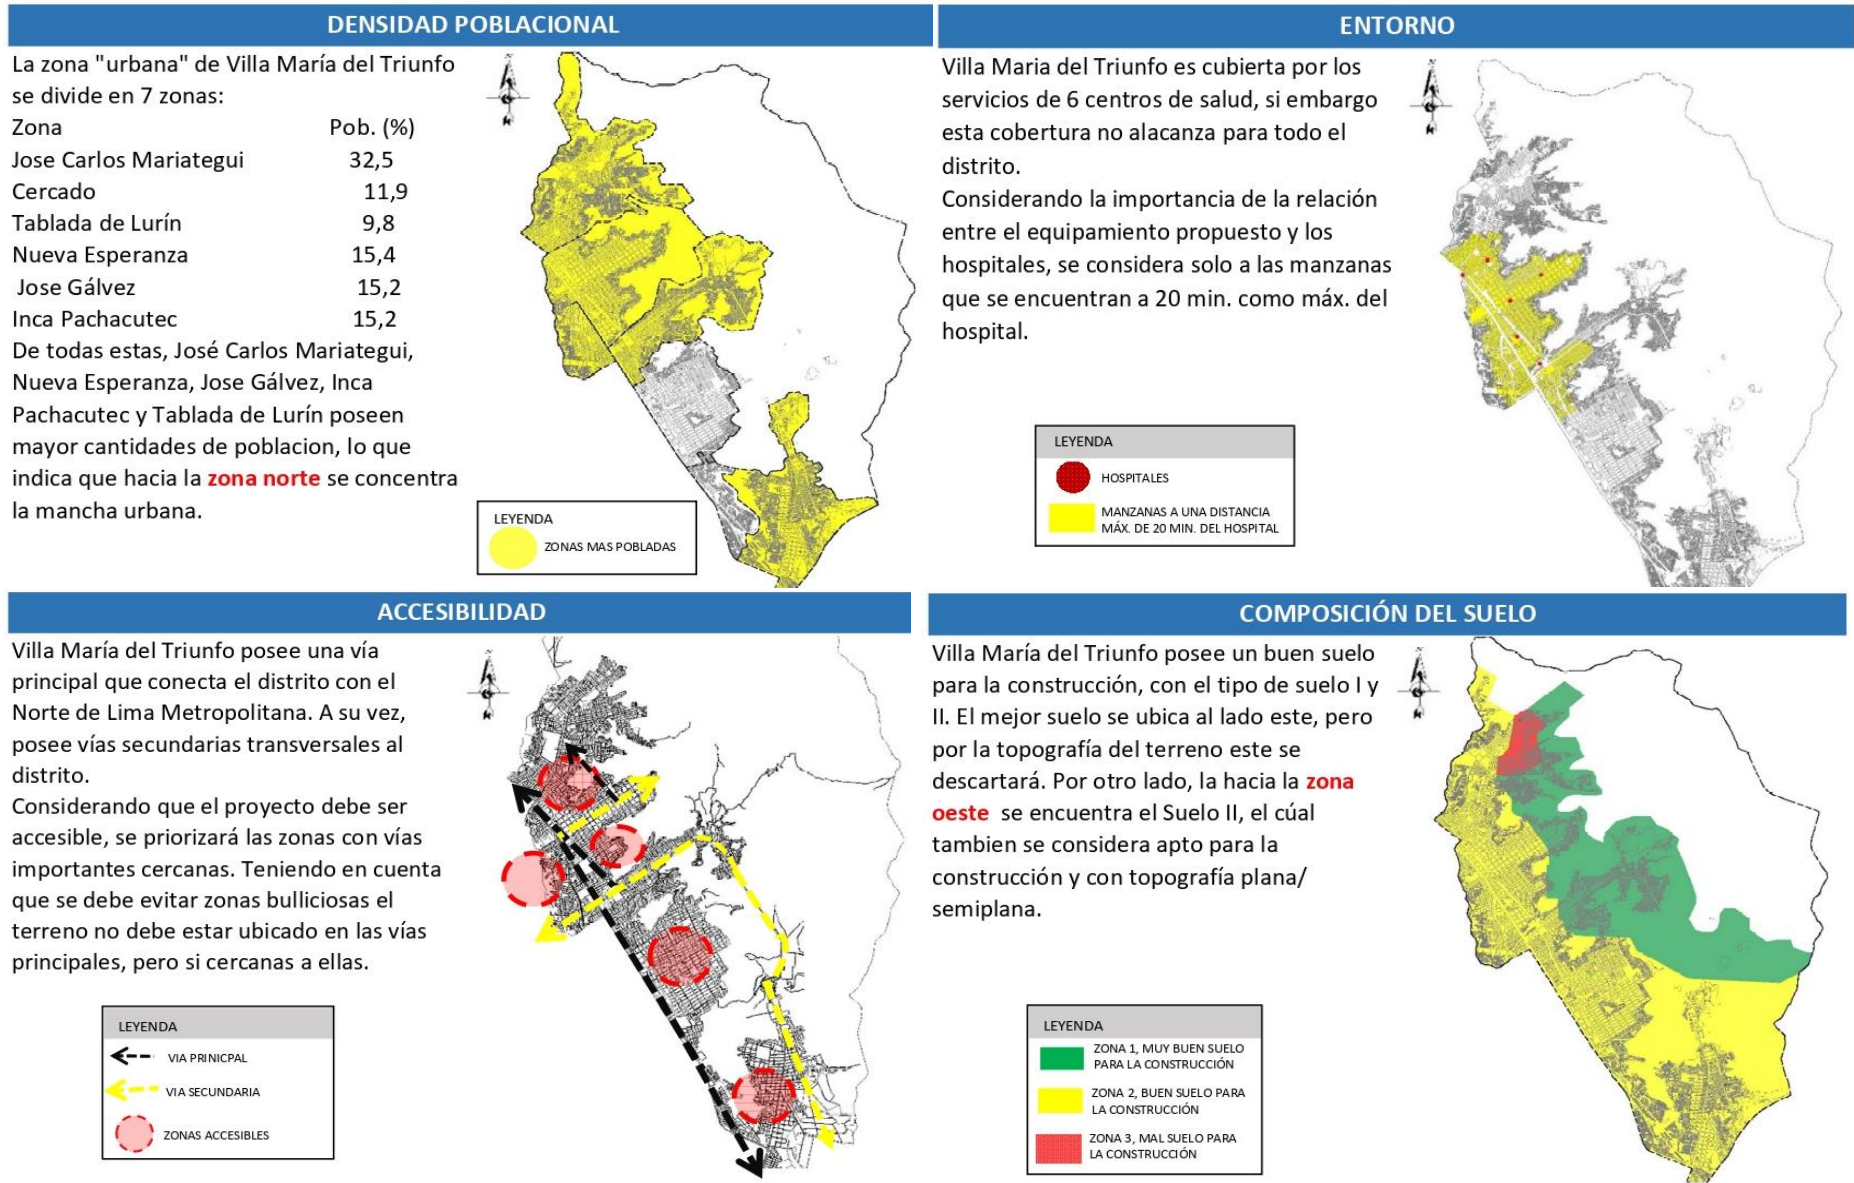 DENSIDAD POBLACIONAL
La zona "urbana" de Villa María del Triunfo
se divide en 7 zonas:
Zona Pob. (%)
Jose Carlos Mariategui 32,5
Cercado 11,9
Tablada de Lurín 9,8
Nueva Esperanza 15,4
Jose Gálvez 15,2
Inca Pachacutec 15,2
De todas estas, José Carlos Mariategui,
Nueva Esperanza, Jose Gálvez, Inca
Pachacutec y Tablada de Lurín poseen
mayor cantidades de poblacion, lo que
indica que hacia la zona norte se concentra
la mancha urbana.
LEYENDA
ZONAS MAS POBLADAS
ENTORNO
Villa Maria del Triunfo es cubierta por los
servicios de 6 centros de salud, si embargo
esta cobertura no alacanza para todo el
distrito.
Considerando la importancia de la relación
entre el equipamiento propuesto y los
hospitales, se considera solo a las manzanas
que se encuentran a 20 min. como máx. del
hospital.
LEYENDA
HOSPITALES
MANZANAS A UNA DISTANCIA
MÁX. DE 20 MIN. DEL HOSPITAL
ACCESIBILIDAD
Villa María del Triunfo posee una vía
principal que conecta el distrito con el
Norte de Lima Metropolitana. A su vez,
posee vías secundarias transversales al
distrito.
Considerando que el proyecto debe ser
accesible, se priorizará las zonas con vías
importantes cercanas. Teniendo en cuenta
que se debe evitar zonas bulliciosas el
terreno no debe estar ubicado en las vías
principales, pero si cercanas a ellas.
LEYENDA
VIA PRINICPAL
VIA SECUNDARIA
ZONAS ACCESIBLES
COMPOSICIÓN DEL SUELO
Villa María del Triunfo posee un buen suelo
para la construcción, con el tipo de suelo I y
II. El mejor suelo se ubica al lado este, pero
por la topografía del terreno este se
descartará. Por otro lado, la hacia la zona
oeste se encuentra el Suelo II, el cúal
tambien se considera apto para la
construcción y con topografía plana/
semiplana.
LEYENDA
ZONA 1, MUY BUEN SUELO
PARA LA CONSTRUCCIÓN
ZONA 2, BUEN SUELO PARA
LA CONSTRUCCIÓN
ZONA 3, MAL SUELO PARA
LA CONSTRUCCIÓN